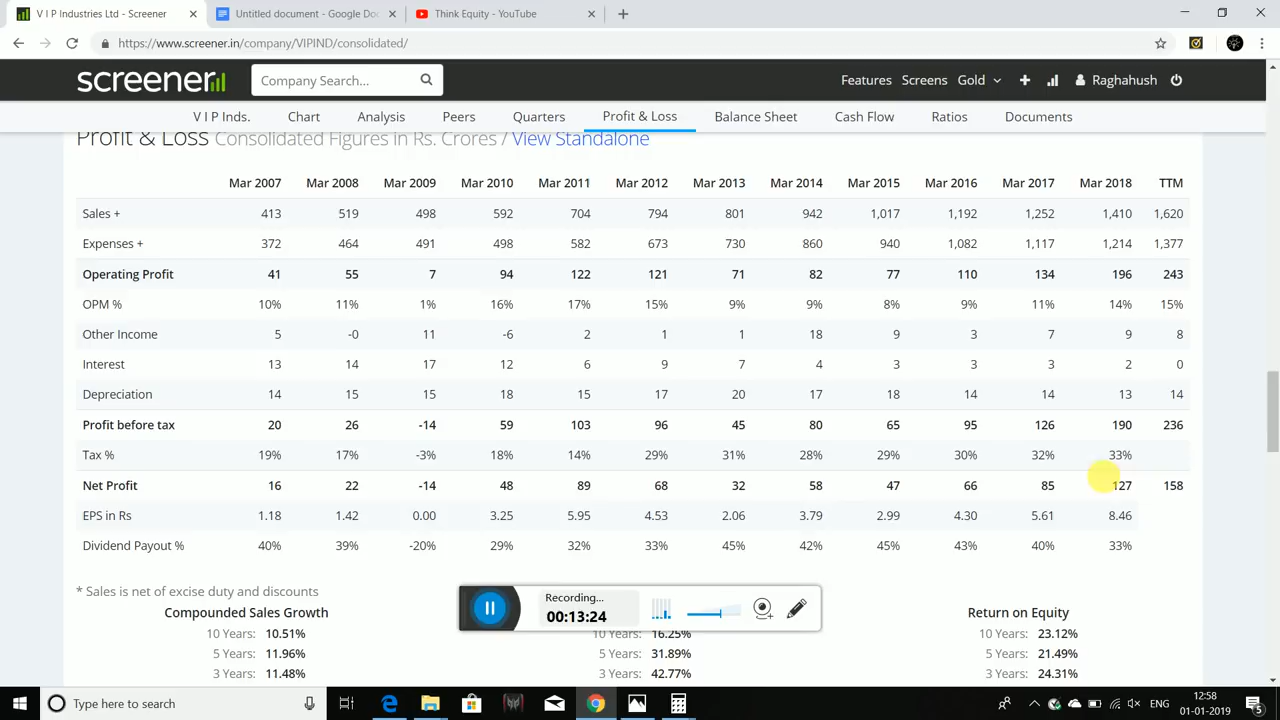 V I P Industries Ltd - Screener
Untitled document - Google Doc
Think Equity - YouTube
https://www.screener.in/company/VIPIND/consolidated/
screener
Company Search...
Features Screens Gold Raghahush
V I P Inds. Chart Analysis Peers Quarters Profit & Loss Balance Sheet Cash Flow Ratios Documents
Profit & Loss Consolidated Figures in Rs. Crores / View Standalone
Mar 2007 Mar 2008 Mar 2009 Mar 2010 Mar 2011 Mar 2012 Mar 2013 Mar 2014 Mar 2015 Mar 2016 Mar 2017 Mar 2018 TTM
Sales + 413 519 498 592 704 794 801 942 1,017 1,192 1,252 1,410 1,620
Expenses + 372 464 491 498 582 673 730 860 940 1,082 1,117 1,214 1,377
Operating Profit 41 55 7 94 122 121 71 82 77 110 134 196 243
OPM % 10% 11% 1% 16% 17% 15% 9% 9% 8% 9% 11% 14% 15%
Other Income 5 -0 11 -6 2 1 1 18 9 3 7 9 8
Interest 13 14 17 12 6 9 7 4 3 3 3 2 0
Depreciation 14 15 15 18 15 17 20 17 18 14 14 13 14
Profit before tax 20 26 -14 59 103 96 45 80 65 95 126 190 236
Tax % 19% 17% -3% 18% 14% 29% 31% 28% 29% 30% 32% 33%
Net Profit 16 22 -14 48 89 68 32 58 47 66 85 127 158
EPS in Rs 1.18 1.42 0.00 3.25 5.95 4.53 2.06 3.79 2.99 4.30 5.61 8.46
Dividend Payout % 40% 39% -20% 29% 32% 33% 45% 42% 45% 43% 40% 33%
* Sales is net of excise duty and discounts
Compounded Sales Growth
10 Years: 10.51%
5 Years: 11.96%
3 Years: 11.48%
Recording...
00:13:24
10 Years: 16.25%
5 Years: 31.89%
3 Years: 42.77%
Return on Equity
10 Years: 23.12%
5 Years: 21.49%
3 Years: 24.31%
Type here to search
ENG
12:58
01-01-2019
5